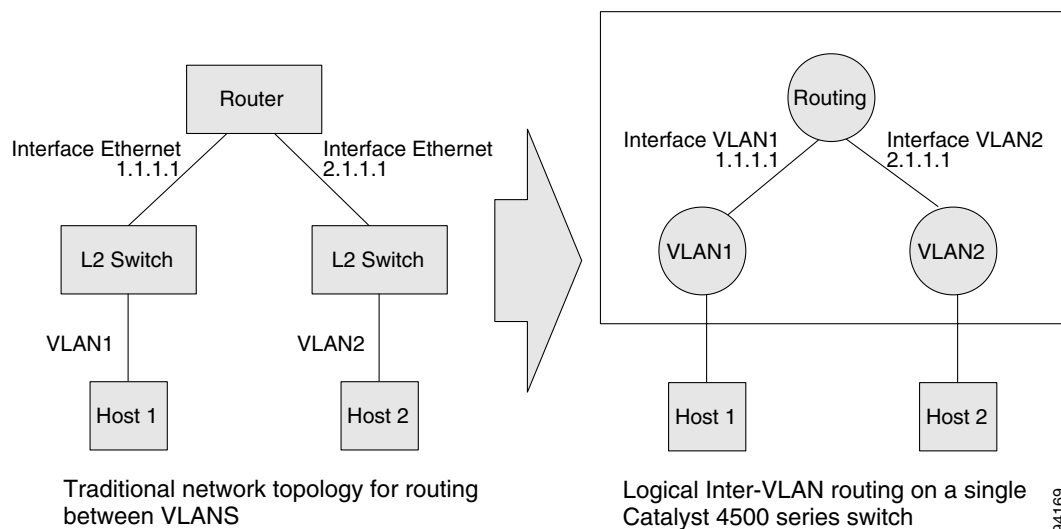 Router
Interface Ethernet
1.1.1.1
Interface Ethernet
2.1.1.1
L2 Switch
L2 Switch
VLAN1
VLAN2
Host 1
Host 2
Traditional network topology for routing
between VLANS
Routing
Interface VLAN1
1.1.1.1
Interface VLAN2
2.1.1.1
VLAN1
VLAN2
Host 1
Host 2
Logical Inter-VLAN routing on a single
Catalyst 4500 series switch